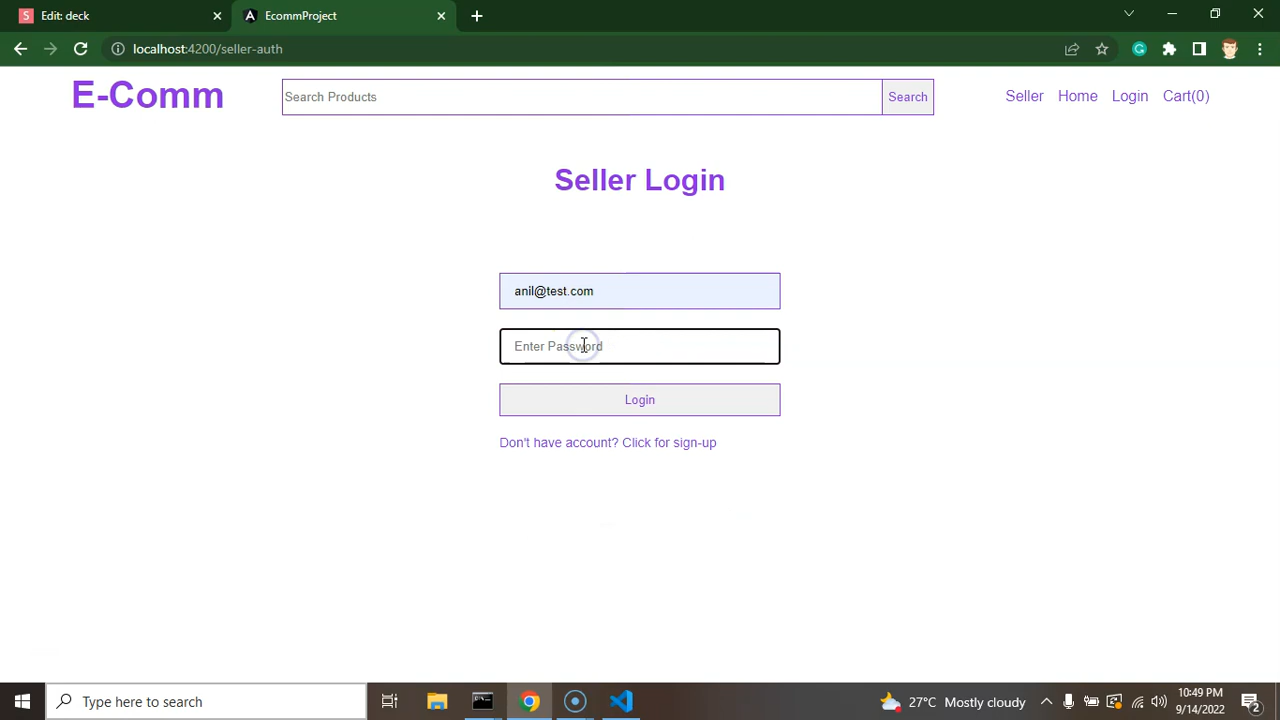 Edit: deck
EcommProject
localhost:4200/seller-auth
E-Comm
Search Products
Search
Seller
Home
Login
Cart(0)
Seller Login
anil@test.com
Enter Password
Login
Don't have account? Click for sign-up
Type here to search
27°C Mostly cloudy
10:49 PM
9/14/2022
2